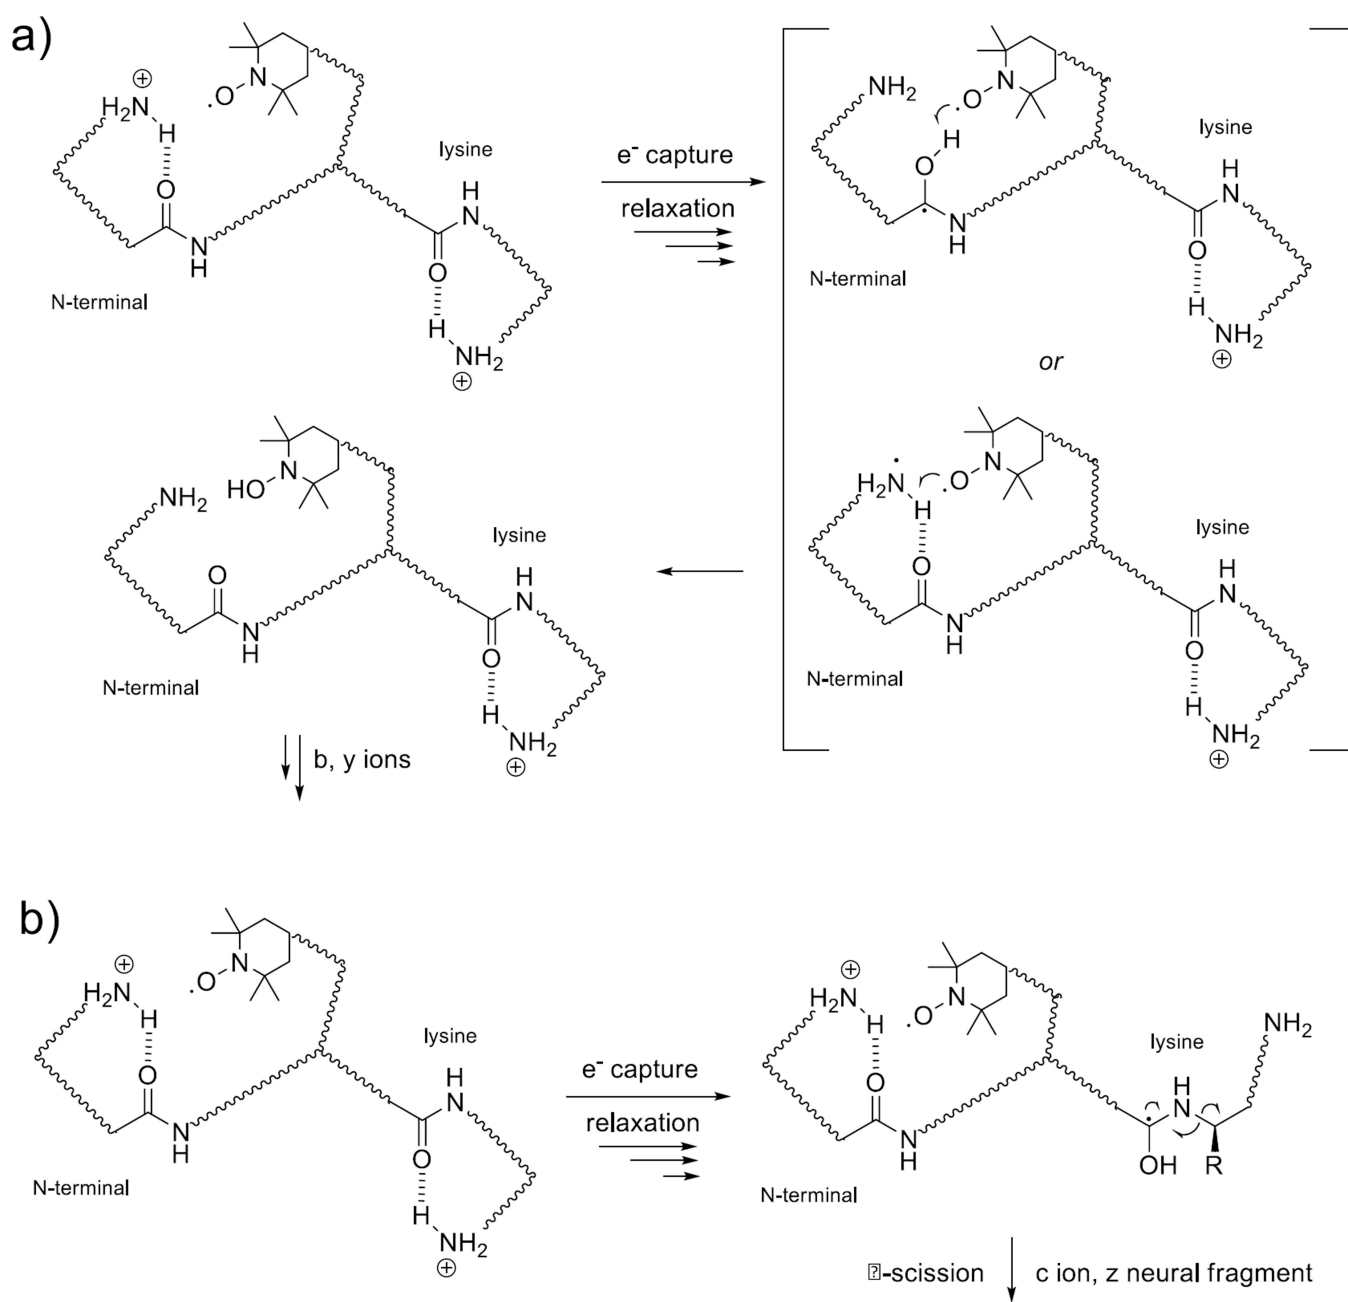 a)
⊕
H2N
H
O
N
H
·O
N
lysine
H
N
O
H
NH2
⊕
N-terminal
e- capture
relaxation
NH2
H
O
·
N
H
·O
N
lysine
H
N
O
H
NH2
⊕
N-terminal
or
·
H2N
H
O
N
H
·O
N
lysine
H
N
O
H
NH2
⊕
N-terminal
NH2
HO
N
O
N
H
lysine
H
N
O
H
NH2
⊕
N-terminal
b, y ions
b)
⊕
H2N
H
O
N
H
·O
N
lysine
H
N
O
H
NH2
⊕
N-terminal
e- capture
relaxation
⊕
H2N
H
O
N
H
·O
N
lysine
·
H
N
OH
R
NH2
N-terminal
⍰-scission
c ion, z neural fragment